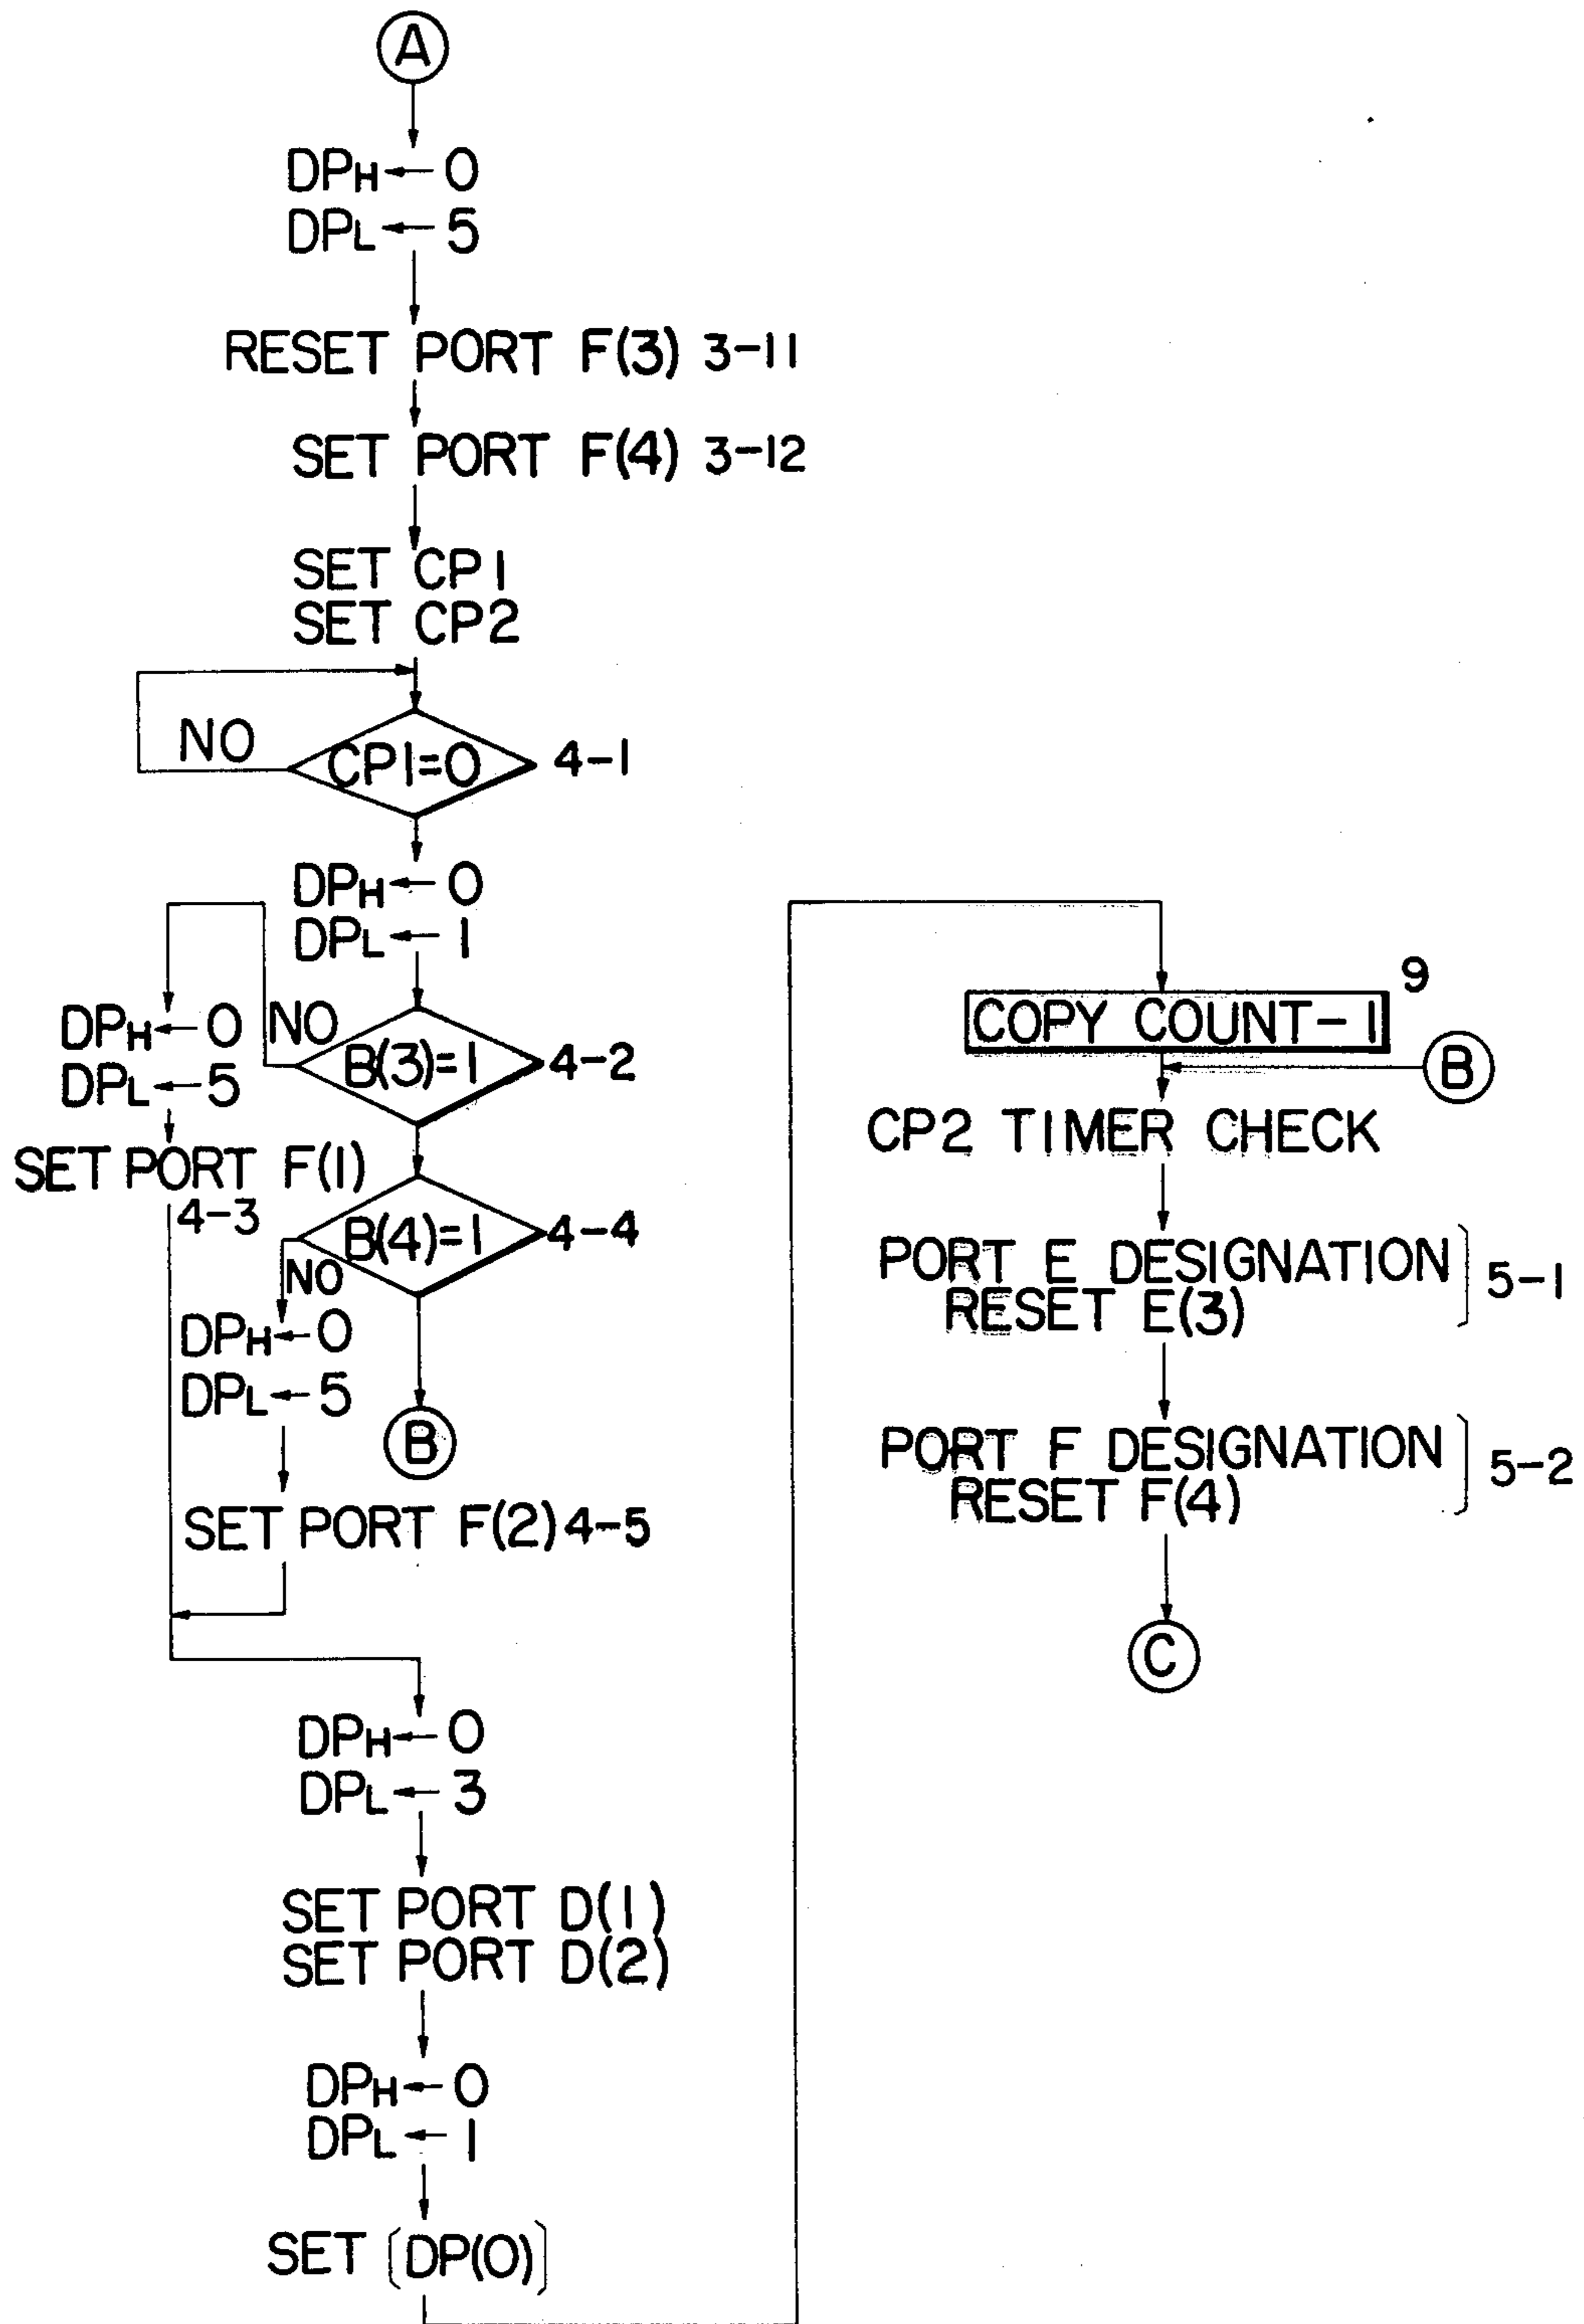 A
DPH←0
DPL←5
RESET PORT F(3) 3-11
SET PORT F(4) 3-12
SET CP1
SET CP2
NO
CP1=0 4-1
DPH←0
DPL←1
NO
B(3)=1 4-2
DPH←0
DPL←5
SET PORT F(1)
4-3
B(4)=1 4-4
NO
DPH←0
DPL←5
B
SET PORT F(2) 4-5
DPH←0
DPL←3
SET PORT D(1)
SET PORT D(2)
DPH←0
DPL←1
SET [DP(0)]
9
COPY COUNT-1
B
CP2 TIMER CHECK
PORT E DESIGNATION
RESET E(3)
5-1
PORT F DESIGNATION
RESET F(4)
5-2
C